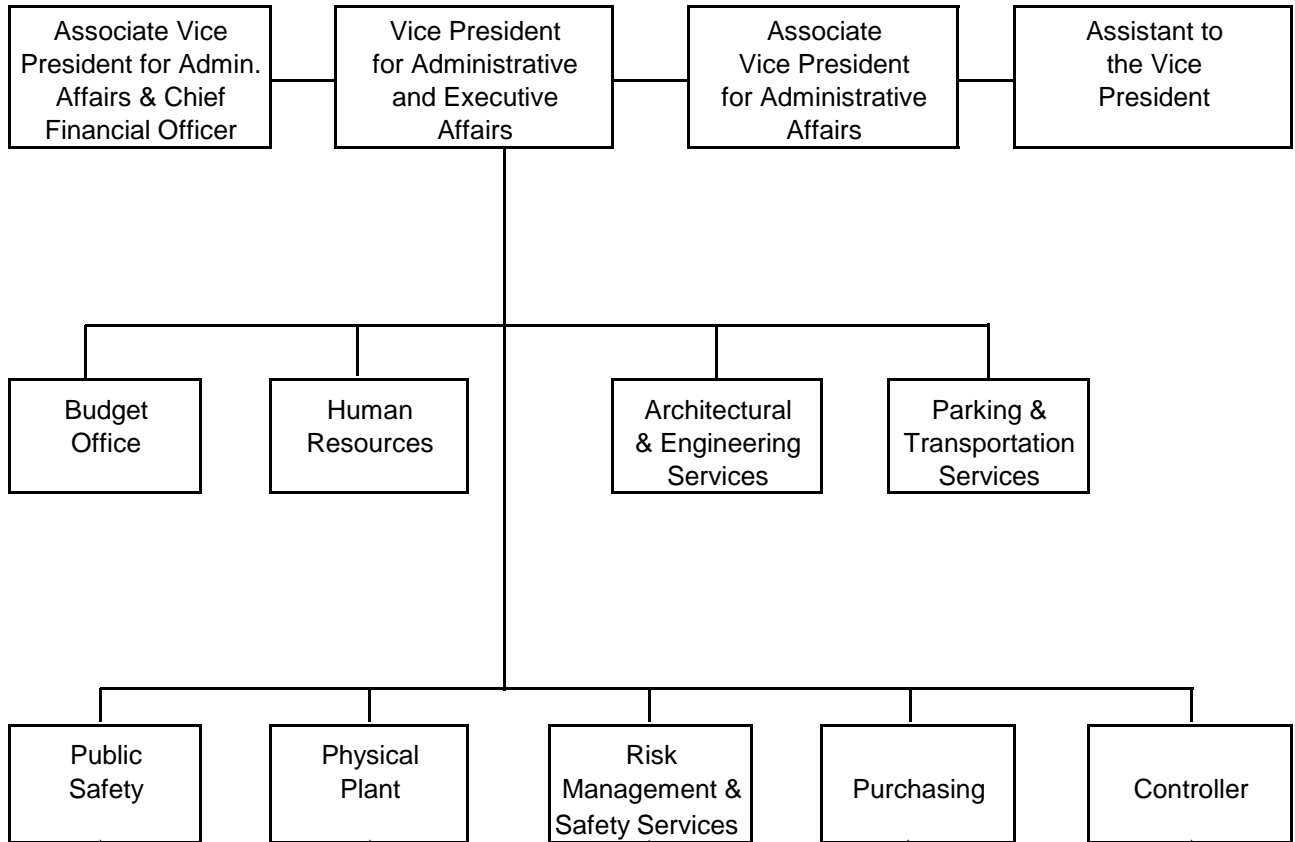 Associate Vice
President for Admin.
Affairs & Chief
Financial Officer
Vice President
for Administrative
and Executive
Affairs
Associate
Vice President
for Administrative
Affairs
Assistant to
the Vice
President
Budget
Office
Human
Resources
Architectural
& Engineering
Services
Parking &
Transportation
Services
Public
Safety
Physical
Plant
Risk
Management &
Safety Services
Purchasing
Controller